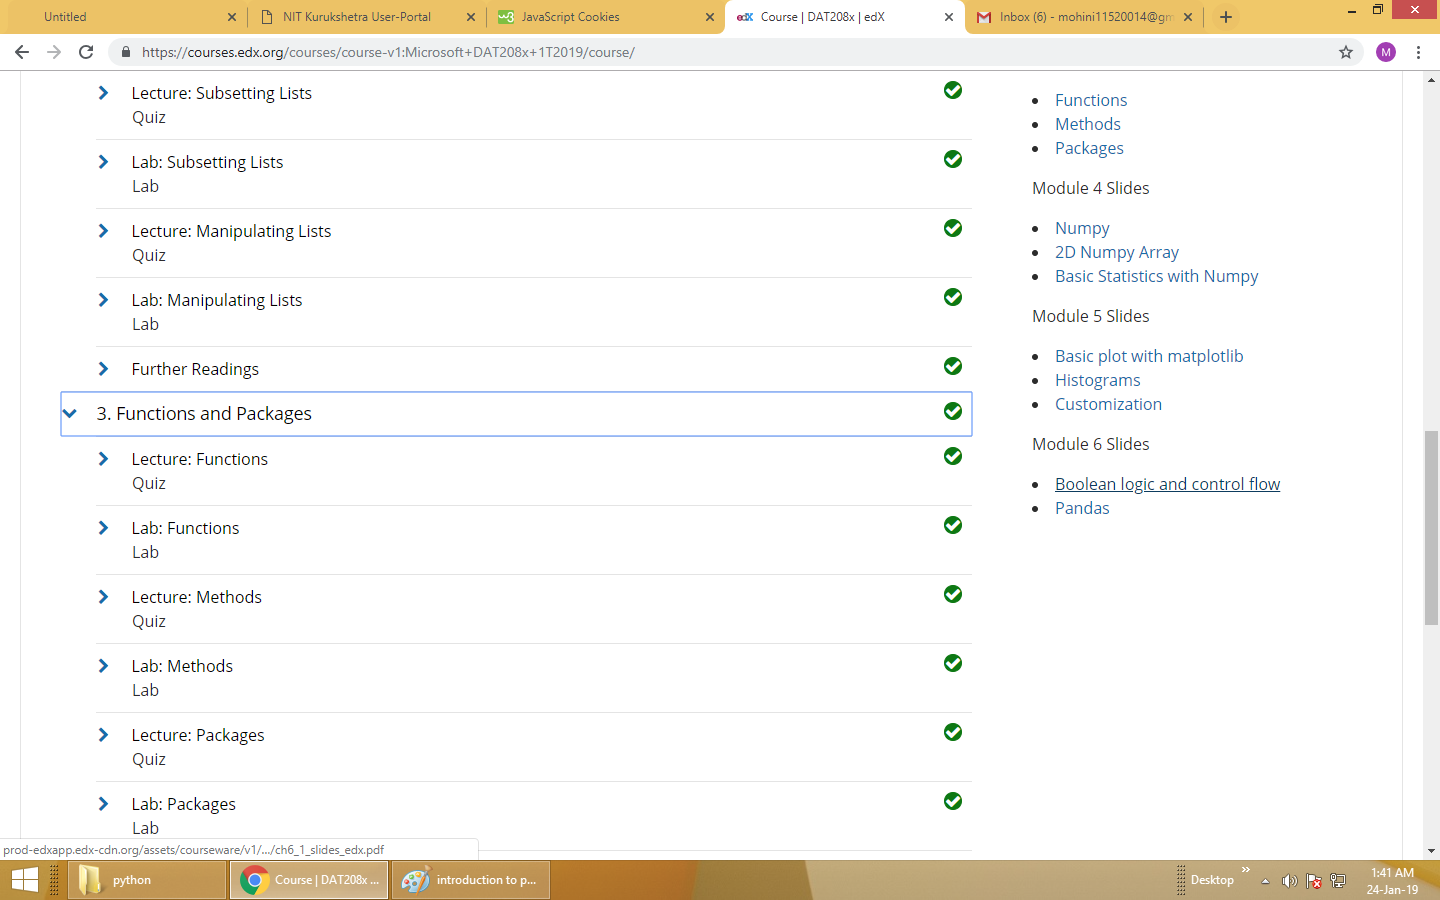 Untitled
NIT Kurukshetra User-Portal
JavaScript Cookies
edX Course | DAT208x | edX
Inbox (6) - mohini11520014@gm
https://courses.edx.org/courses/course-v1:Microsoft+DAT208x+1T2019/course/
M
Lecture: Subsetting Lists
Quiz
Lab: Subsetting Lists
Lab
Lecture: Manipulating Lists
Quiz
Lab: Manipulating Lists
Lab
Further Readings
3. Functions and Packages
Lecture: Functions
Quiz
Lab: Functions
Lab
Lecture: Methods
Quiz
Lab: Methods
Lab
Lecture: Packages
Quiz
Lab: Packages
Lab
Functions
Methods
Packages
Module 4 Slides
Numpy
2D Numpy Array
Basic Statistics with Numpy
Module 5 Slides
Basic plot with matplotlib
Histograms
Customization
Module 6 Slides
Boolean logic and control flow
Pandas
prod-edxapp.edx-cdn.org/assets/courseware/v1/.../ch6_1_slides_edx.pdf
python
Course | DAT208x ...
introduction to p...
Desktop
1:41 AM
24-Jan-19